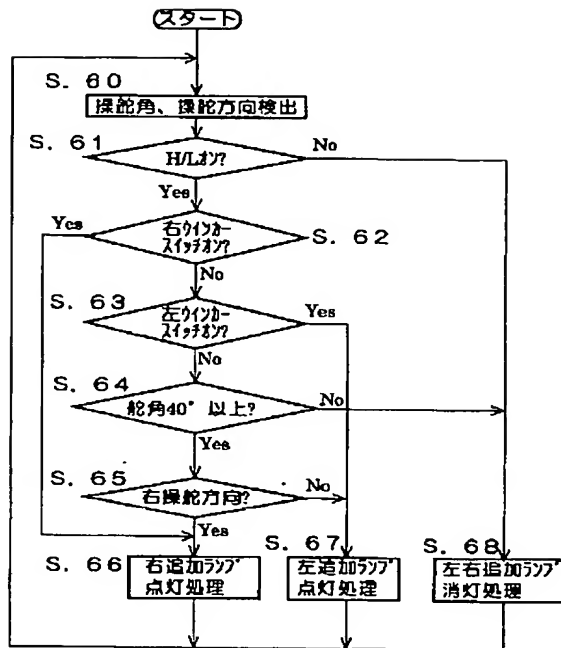 スタート
S. 60
操舵角、操舵方向検出
S. 61
H/Lオン?
No
Yes
Yes
右ウインカー
スイッチオン?
S. 62
No
S. 63
左ウインカー
スイッチオン?
Yes
No
S. 64
舵角40°以上?
No
Yes
S. 65
右操舵方向?
No
Yes
S. 66
右追加ランプ
点灯処理
S. 67
左追加ランプ
点灯処理
S. 68
左右追加ランプ
消灯処理